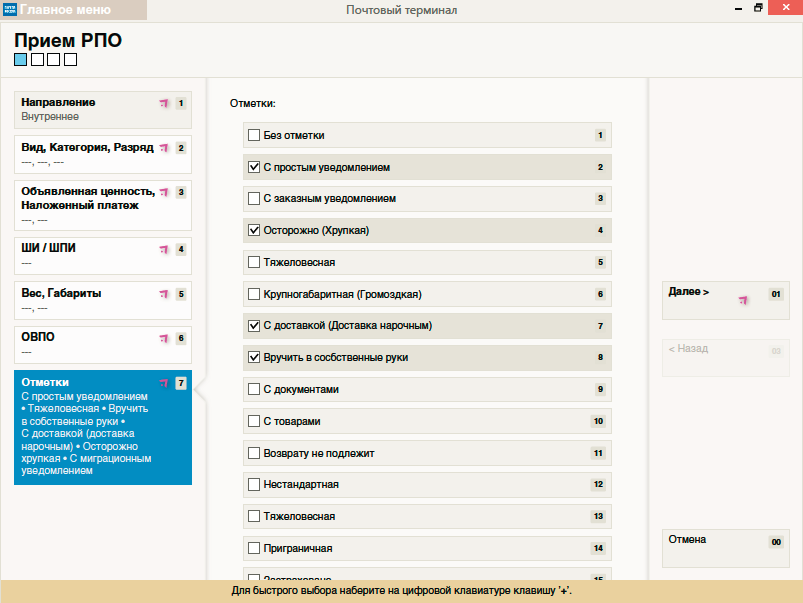 Главное меню
Почтовый терминал
Прием РПО
Направление 1
Внутреннее
Вид, Категория, Разряд 2
---, ---, ---
Объявленная ценность, 3
Наложенный платеж
---, ---
ШИ / ШПИ 4
---
Вес, Габариты 5
---, ---
ОВПО 6
---
Отметки 7
С простым уведомлением
• Тяжеловесная • Вручить
в собственные руки •
С доставкой (доставка
нарочным) • Осторожно
хрупкая • С миграционным
уведомлением
Отметки:
Без отметки 1
С простым уведомлением 2
С заказным уведомлением 3
Осторожно (Хрупкая) 4
Тяжеловесная 5
Крупногабаритная (Громоздкая) 6
С доставкой (Доставка нарочным) 7
Вручить в сосбственные руки 8
С документами 9
С товарами 10
Возврату не подлежит 11
Нестандартная 12
Тяжеловесная 13
Приграничная 14
Застраховано 15
Далее > 01
< Назад
Отмена 00
Для быстрого выбора наберите на цифровой клавиатуре клавишу '+'.